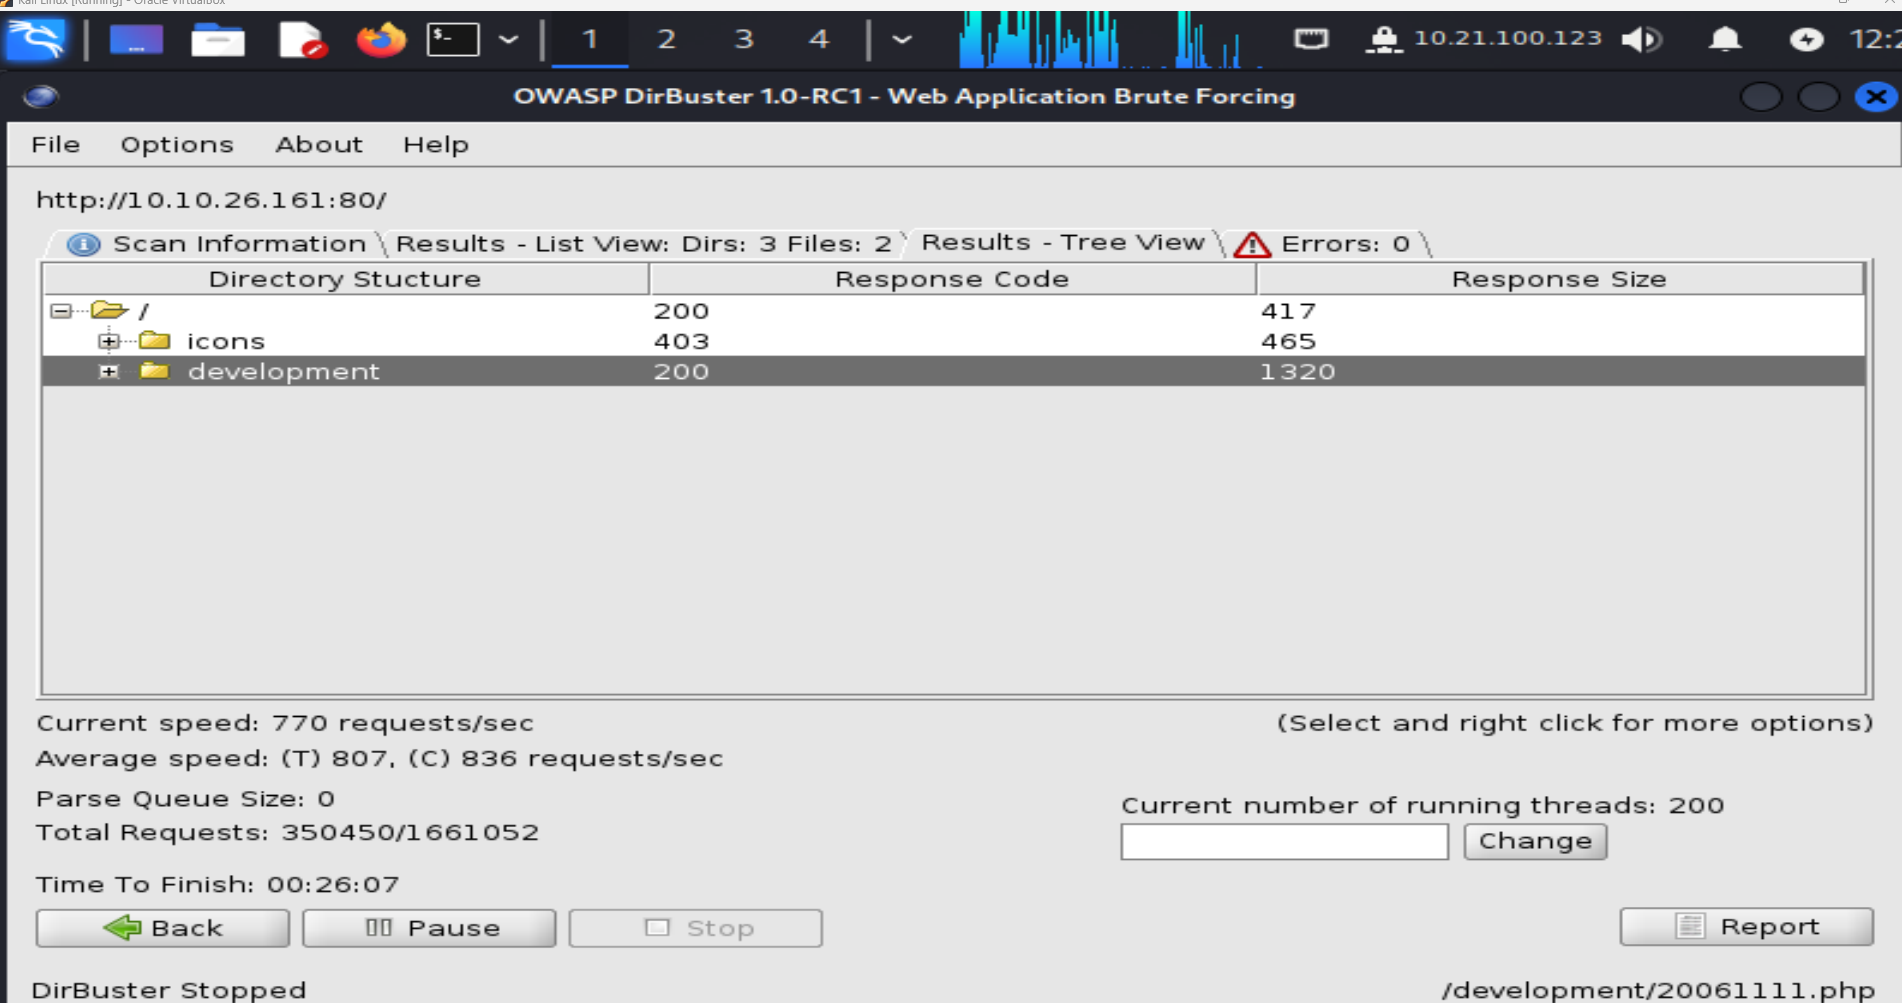 Kali Linux [Running] - Oracle VirtualBox
$- 1 2 3 4 10.21.100.123
OWASP DirBuster 1.0-RC1 - Web Application Brute Forcing
File Options About Help
http://10.10.26.161:80/
Scan Information Results - List View: Dirs: 3 Files: 2 Results - Tree View Errors: 0
Directory Stucture Response Code Response Size
/ 200 417
icons 403 465
development 200 1320
Current speed: 770 requests/sec (Select and right click for more options)
Average speed: (T) 807, (C) 836 requests/sec
Parse Queue Size: 0
Current number of running threads: 200
Total Requests: 350450/1661052
Change
Time To Finish: 00:26:07
Back Pause Stop Report
DirBuster Stopped /development/20061111.php